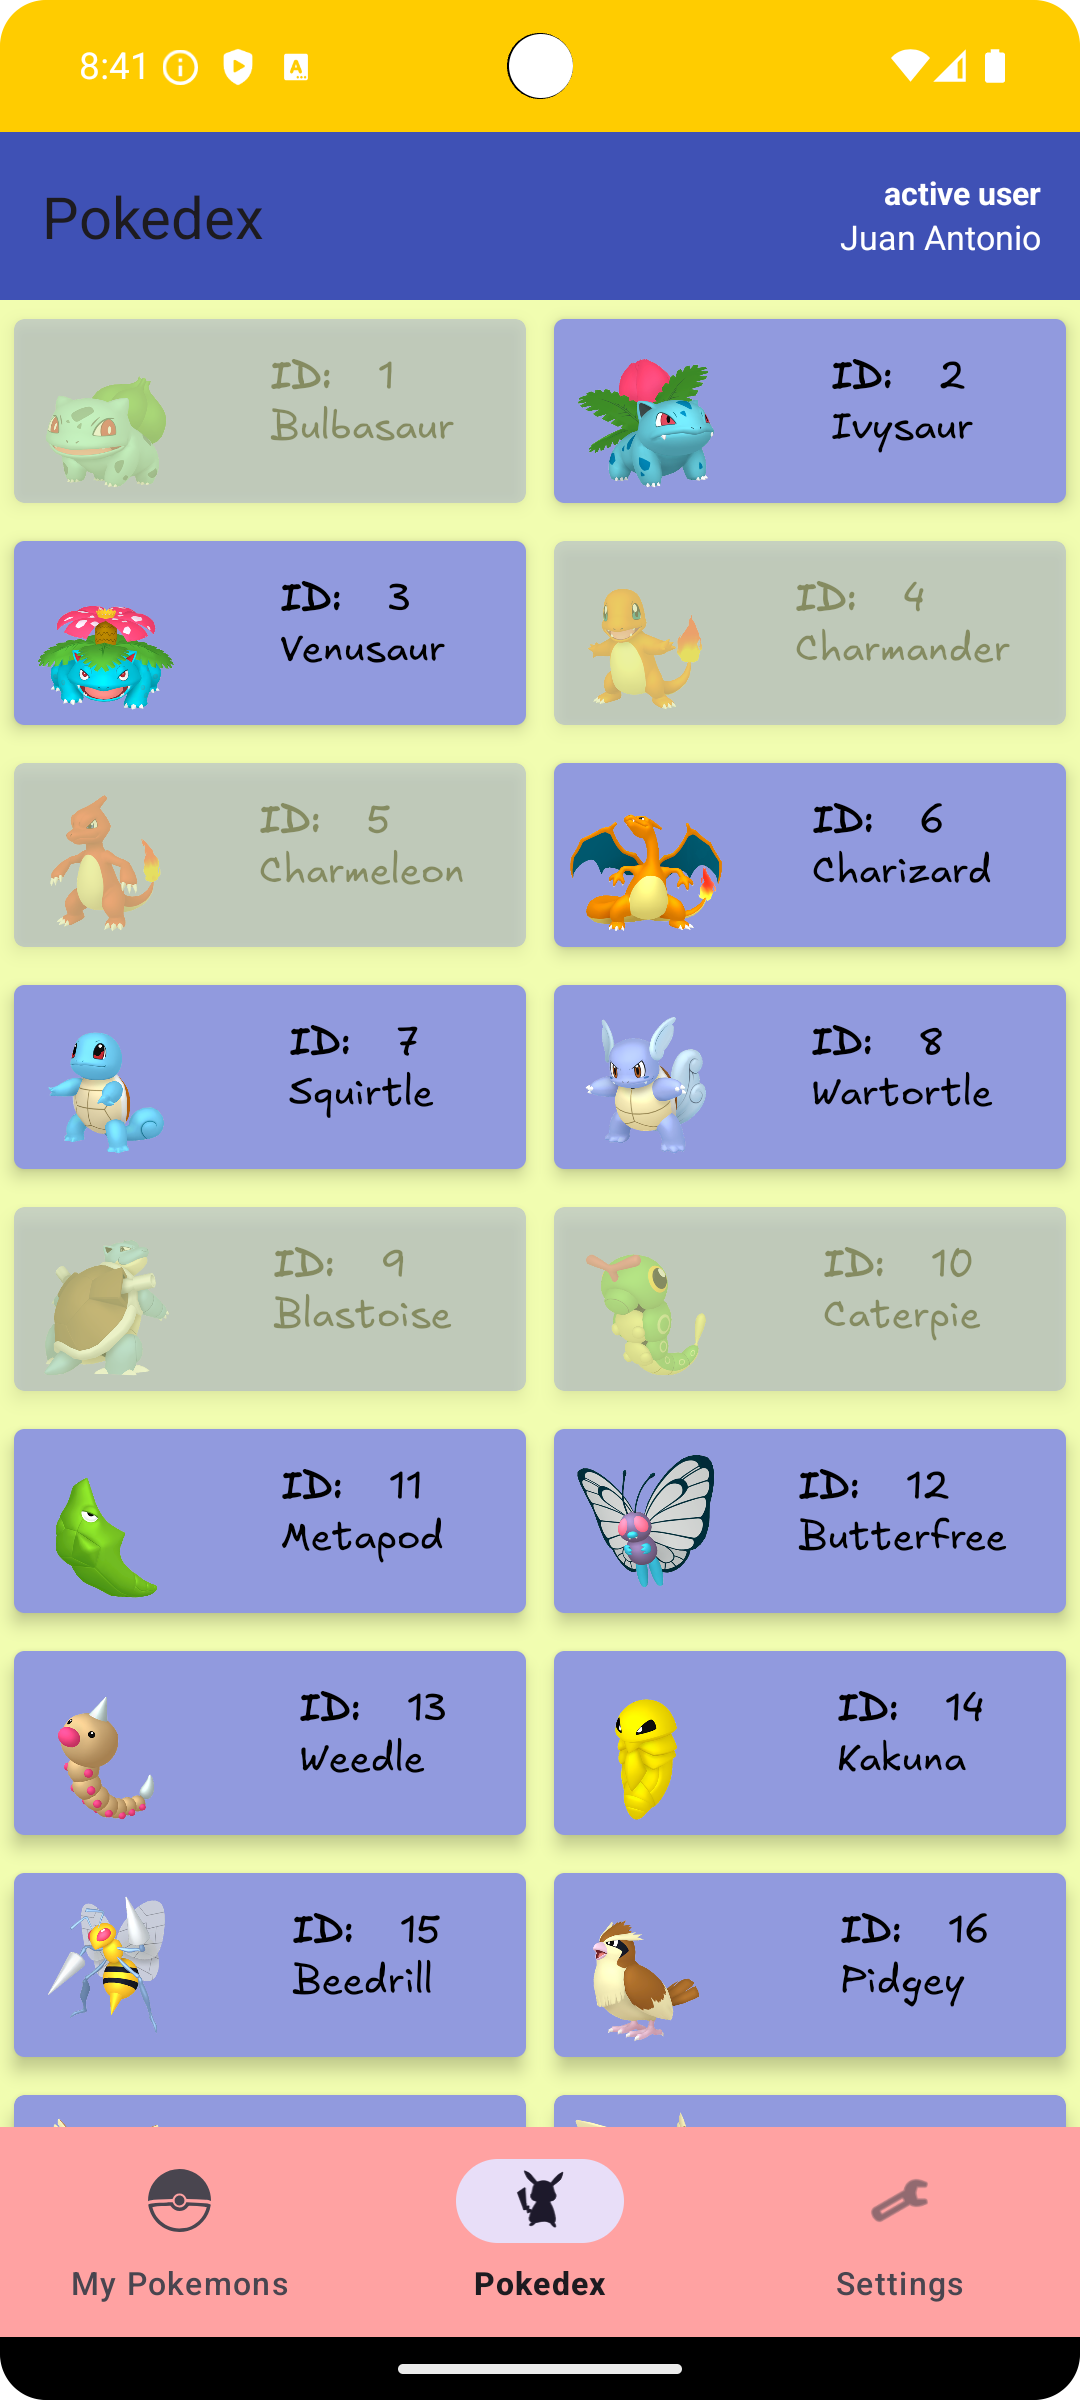 8:41
Pokedex
active user
Juan Antonio
ID: 1
Bulbasaur
ID: 2
Ivysaur
ID: 3
Venusaur
ID: 4
Charmander
ID: 5
Charmeleon
ID: 6
Charizard
ID: 7
Squirtle
ID: 8
Wartortle
ID: 9
Blastoise
ID: 10
Caterpie
ID: 11
Metapod
ID: 12
Butterfree
ID: 13
Weedle
ID: 14
Kakuna
ID: 15
Beedrill
ID: 16
Pidgey
My Pokemons
Pokedex
Settings